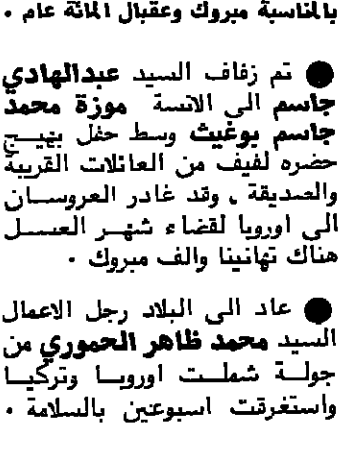 بالمناسبة مبروك وعقبال المائة عام .
● تم زفاف السيد عبدالهادي
جاسم الى الانسة موزة محمد
جاسم بوغيث وسط حفل بهيج
حضره لفيف من العائلات القريبة
والصديقة ، وقد غادر العروسان
الى اوروبا لقضاء شهر العسل
هناك تهانينا والف مبروك .
● عاد الى البلاد رجل الاعمال
السيد محمد ظاهر الحموري من
جولة شملت اوروبا وتركيا
واستغرقت اسبوعين بالسلامة .